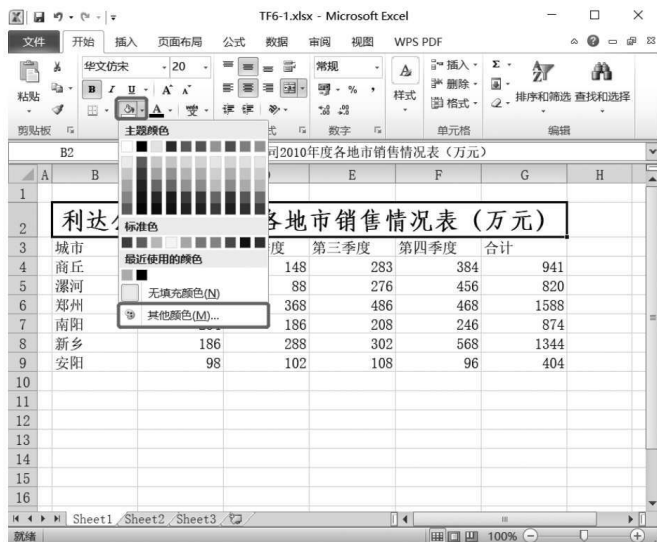 TF6-1.xlsx - Microsoft Excel
文件 开始 插入 页面布局 公式 数据 审阅 视图 WPS PDF
华文仿宋 20 常规 插入 Σ
粘贴 B I U A A % , 样式 删除 排序和筛选 查找和选择
A 变 格式
剪贴板 式 数字 单元格 编辑
主题颜色
B2 司2010年度各地市销售情况表（万元）
A B E F G H
1
2 利达 各地市销售情况表（万元）
标准色
3 城市 度 第三季度 第四季度 合计
最近使用的颜色
4 商丘 148 283 384 941
无填充颜色(N)
5 漯河 88 276 456 820
6 郑州 368 486 468 1588
其他颜色(M)...
7 南阳 186 208 246 874
8 新乡 186 288 302 568 1344
9 安阳 98 102 108 96 404
10
11
12
13
14
15
16
Sheet1 Sheet2 Sheet3
就绪 100%